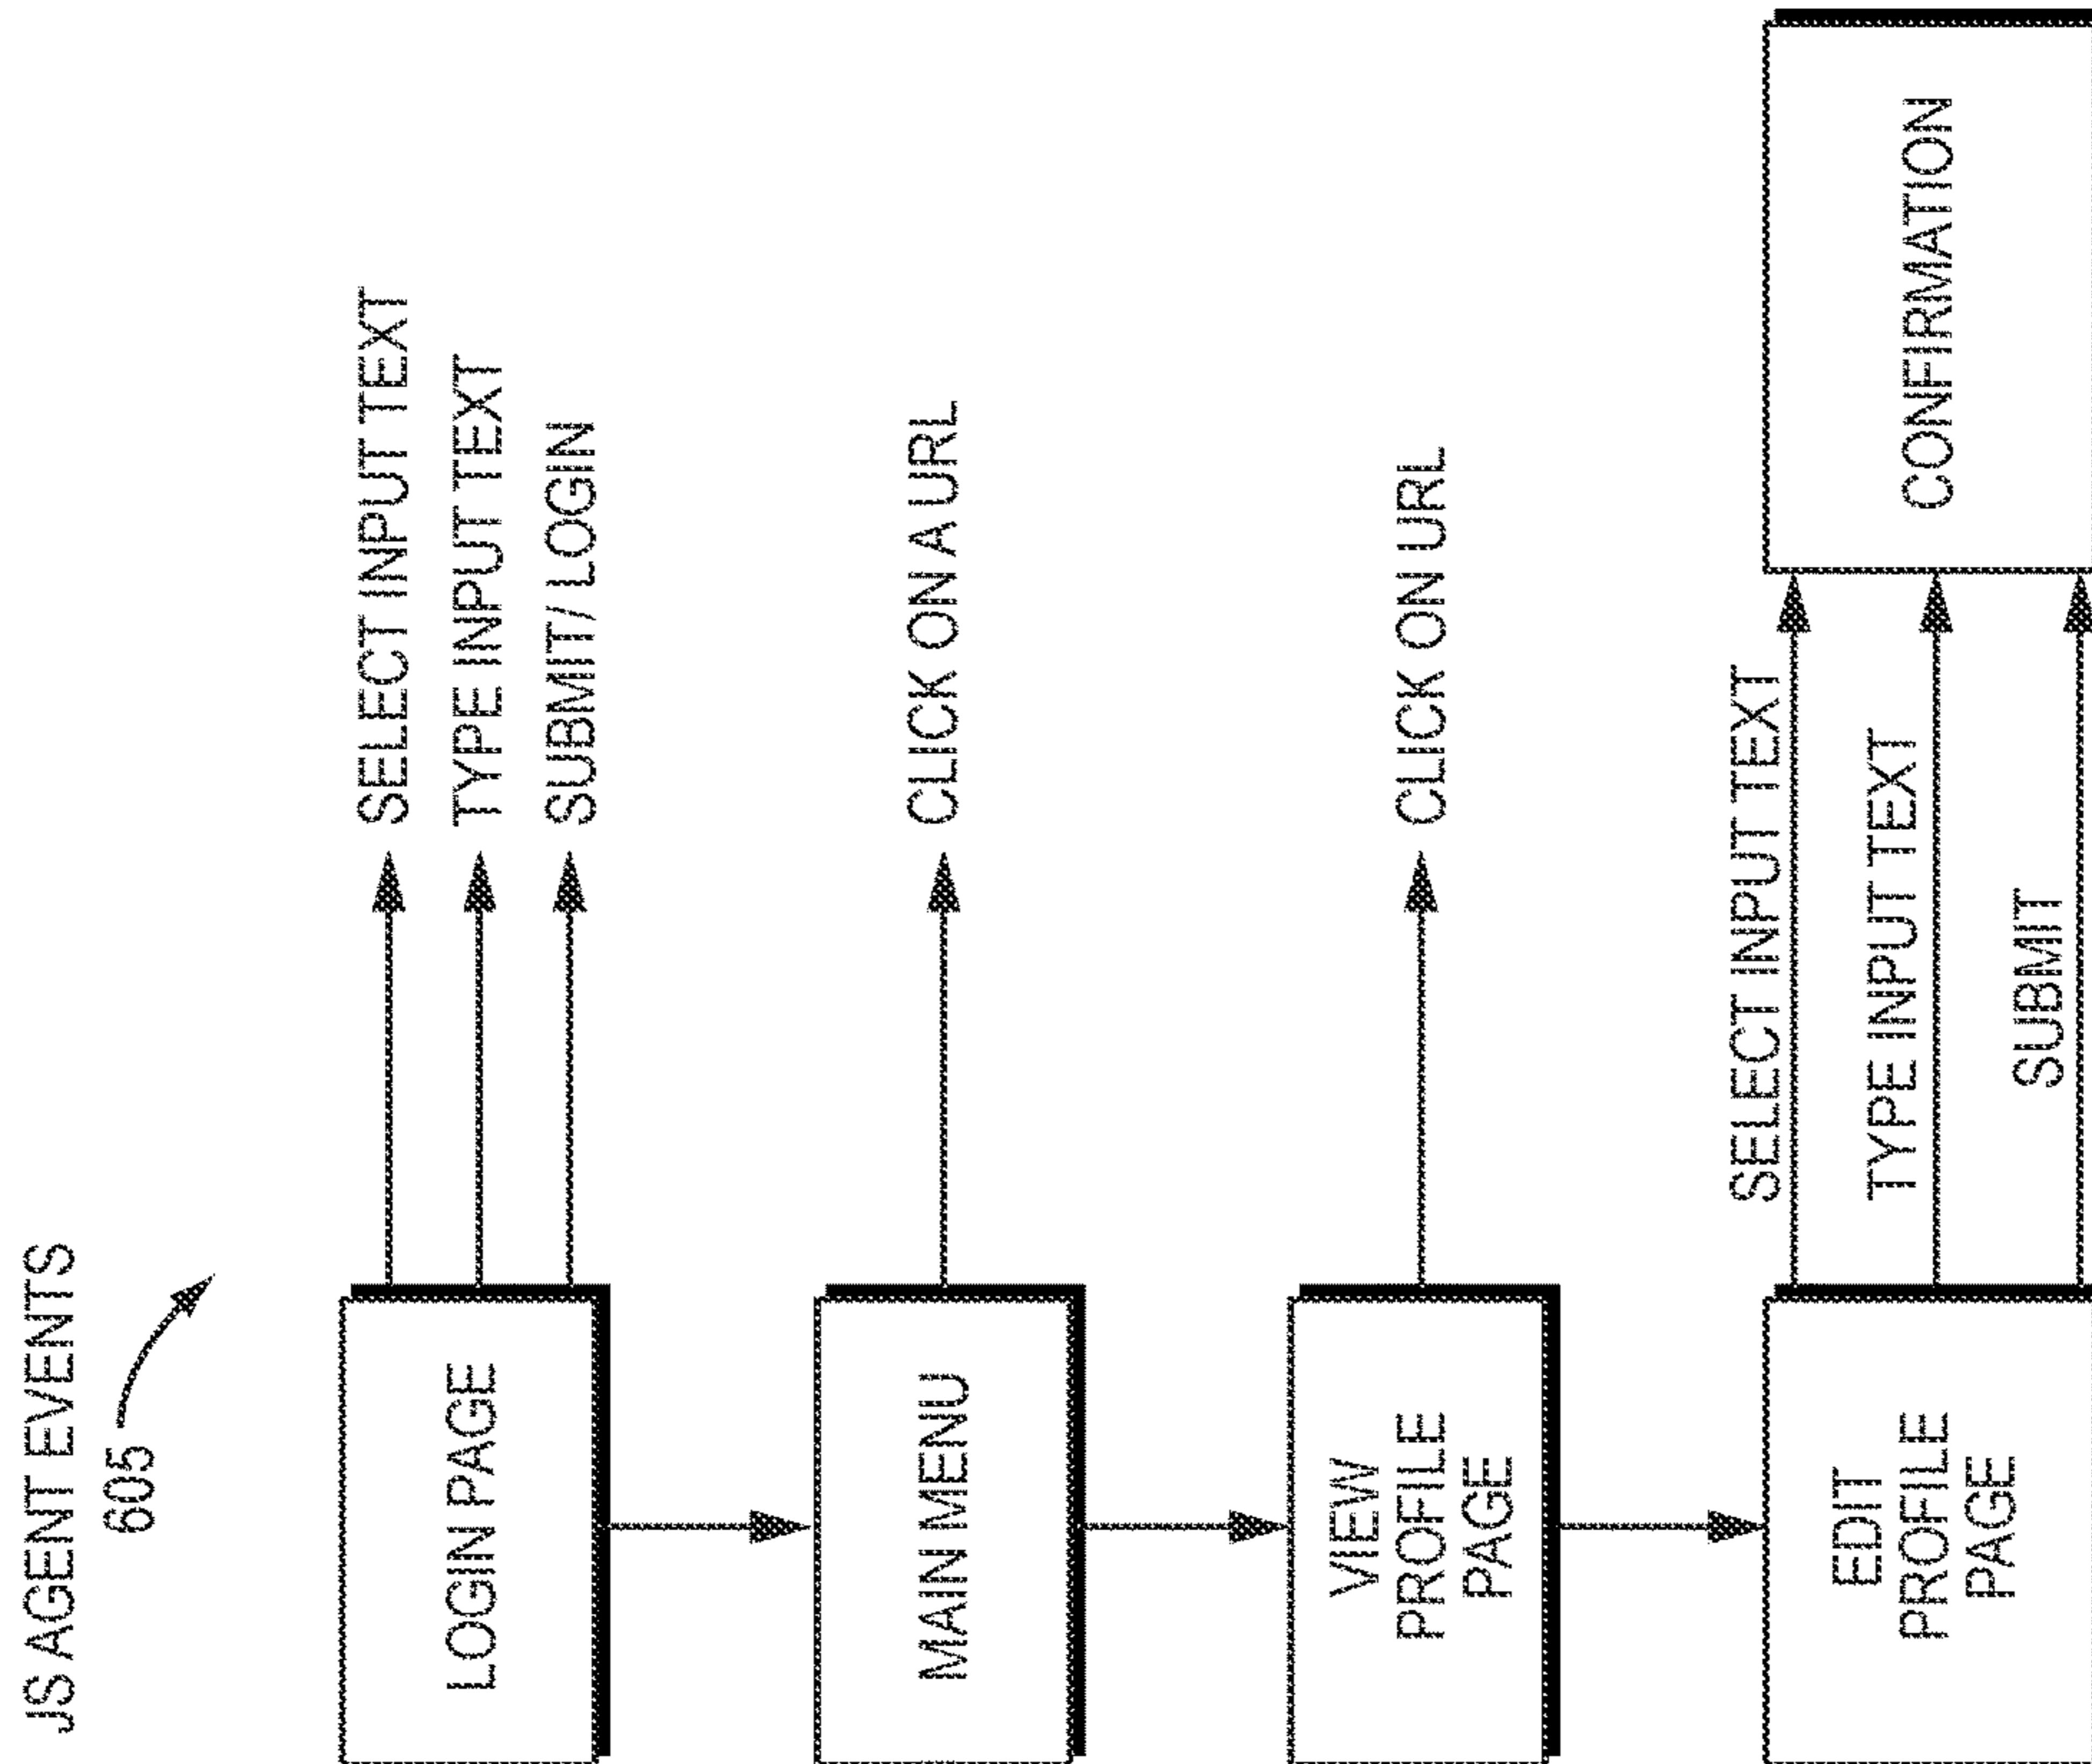 JS AGENT EVENTS
605
LOGIN PAGE
SELECT INPUT TEXT
TYPE INPUT TEXT
SUBMIT/ LOGIN
MAIN MENU
CLICK ON A URL
VIEW
PROFILE
PAGE
CLICK ON URL
EDIT
PROFILE
PAGE
SELECT INPUT TEXT
TYPE INPUT TEXT
SUBMIT
CONFIRMATION